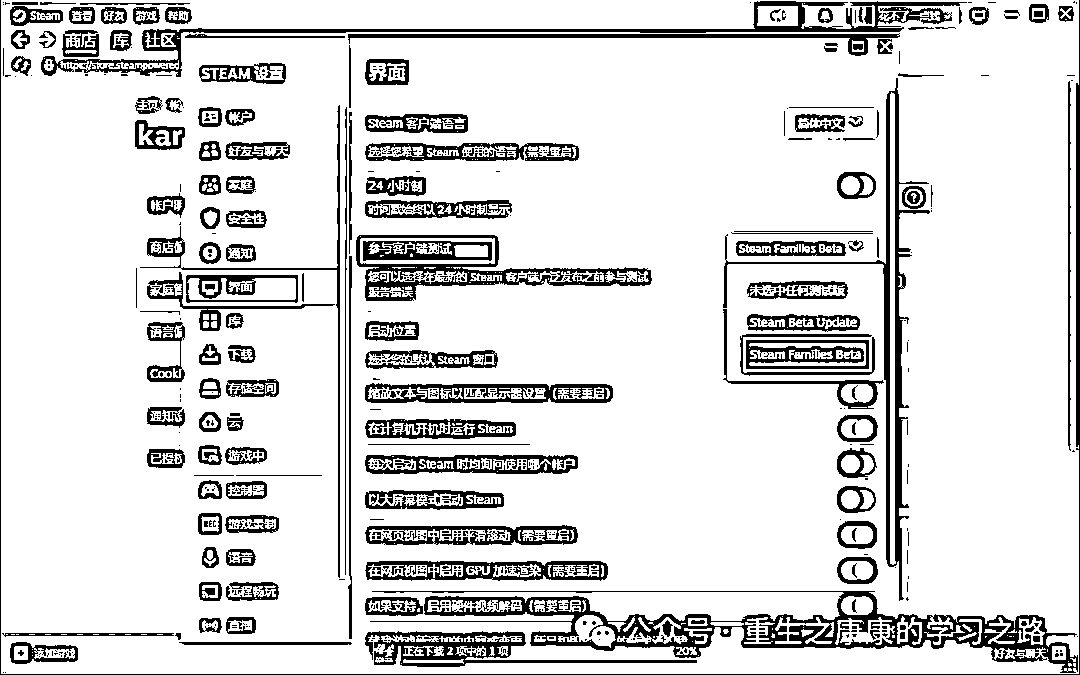 Steam 查看 好友 游戏 帮助
商店 库 社区
https://store.steampowered
STEAM 设置
帐户
好友与聊天
家庭
安全性
通知
界面
库
下载
存储空间
云
游戏中
控制器
游戏录制
语音
远程畅玩
直播
主页
kar
帐户
商店
家庭
语言
Cooki
通知
已授权
界面
Steam 客户端语言
简体中文
选择您希望 Steam 使用的语言（需要重启）
24 小时制
时间戳始终以 24 小时制显示
参与客户端测试
Steam Families Beta
您可以选择在最新的 Steam 客户端广泛发布之前参与测试
报告错误
未选中任何测试版
Steam Beta Update
Steam Families Beta
启动位置
选择您的默认 Steam 窗口
缩放文本与图标以匹配显示器设置（需要重启）
在计算机开机时运行 Steam
每次启动 Steam 时均询问使用哪个帐户
以大屏幕模式启动 Steam
在网页视图中启用平滑滚动（需要重启）
在网页视图中启用 GPU 加速渲染（需要重启）
如果支持，启用硬件视频解码（需要重启）
公众号 · 重生之康康的学习之路
添加游戏
正在下载 2 项中的 1 项
20%
好友与聊天